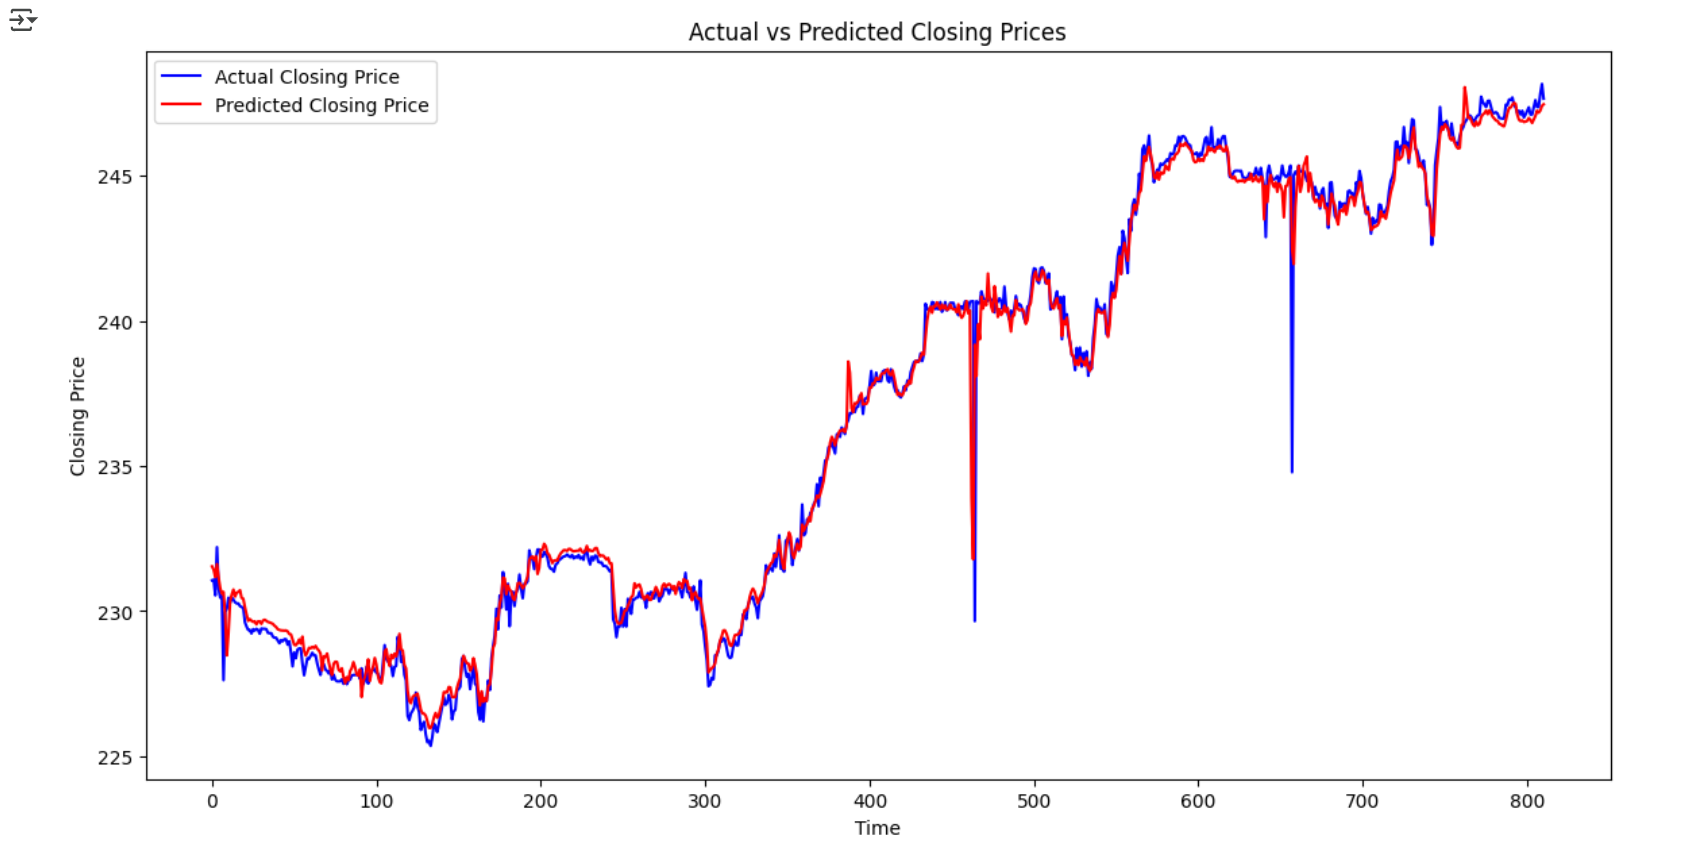 Actual vs Predicted Closing Prices
Actual Closing Price
Predicted Closing Price
Closing Price
245
240
235
230
225
0 100 200 300 400 500 600 700 800
Time